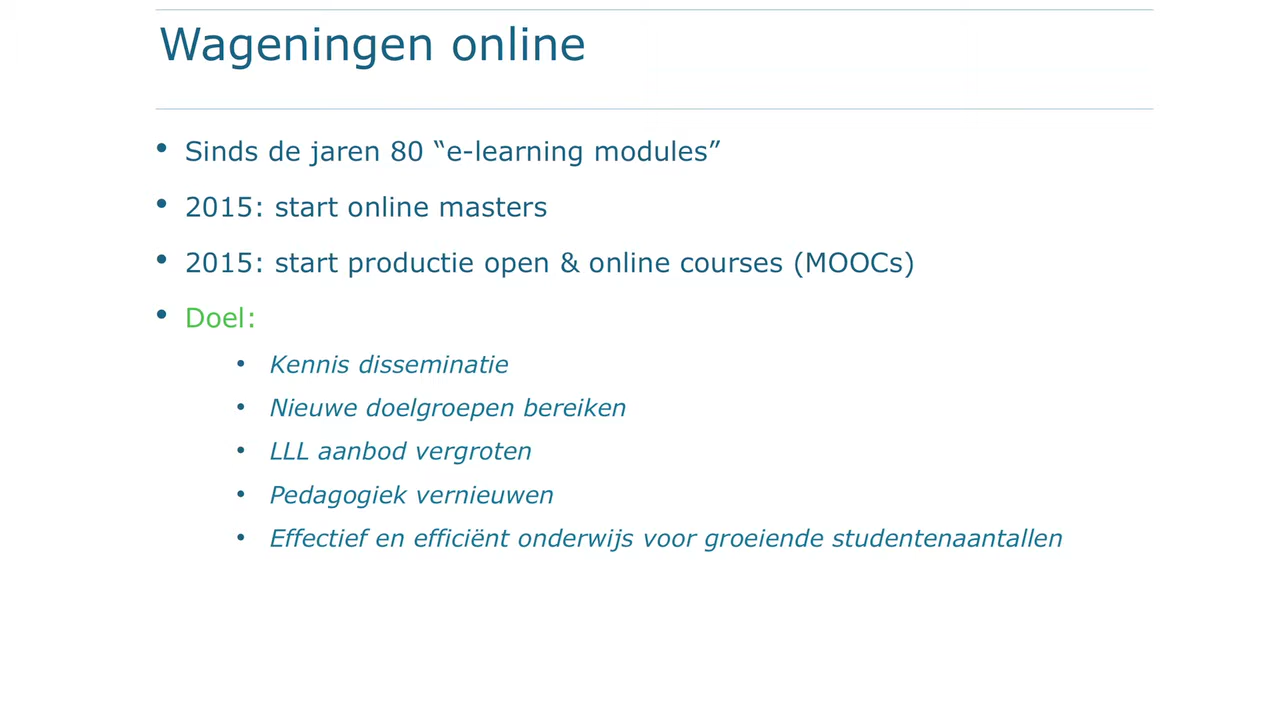 Wageningen online
• Sinds de jaren 80 “e-learning modules”
• 2015: start online masters
• 2015: start productie open & online courses (MOOCs)
• Doel:
• Kennis disseminatie
• Nieuwe doelgroepen bereiken
• LLL aanbod vergroten
• Pedagogiek vernieuwen
• Effectief en efficiënt onderwijs voor groeiende studentenaantallen